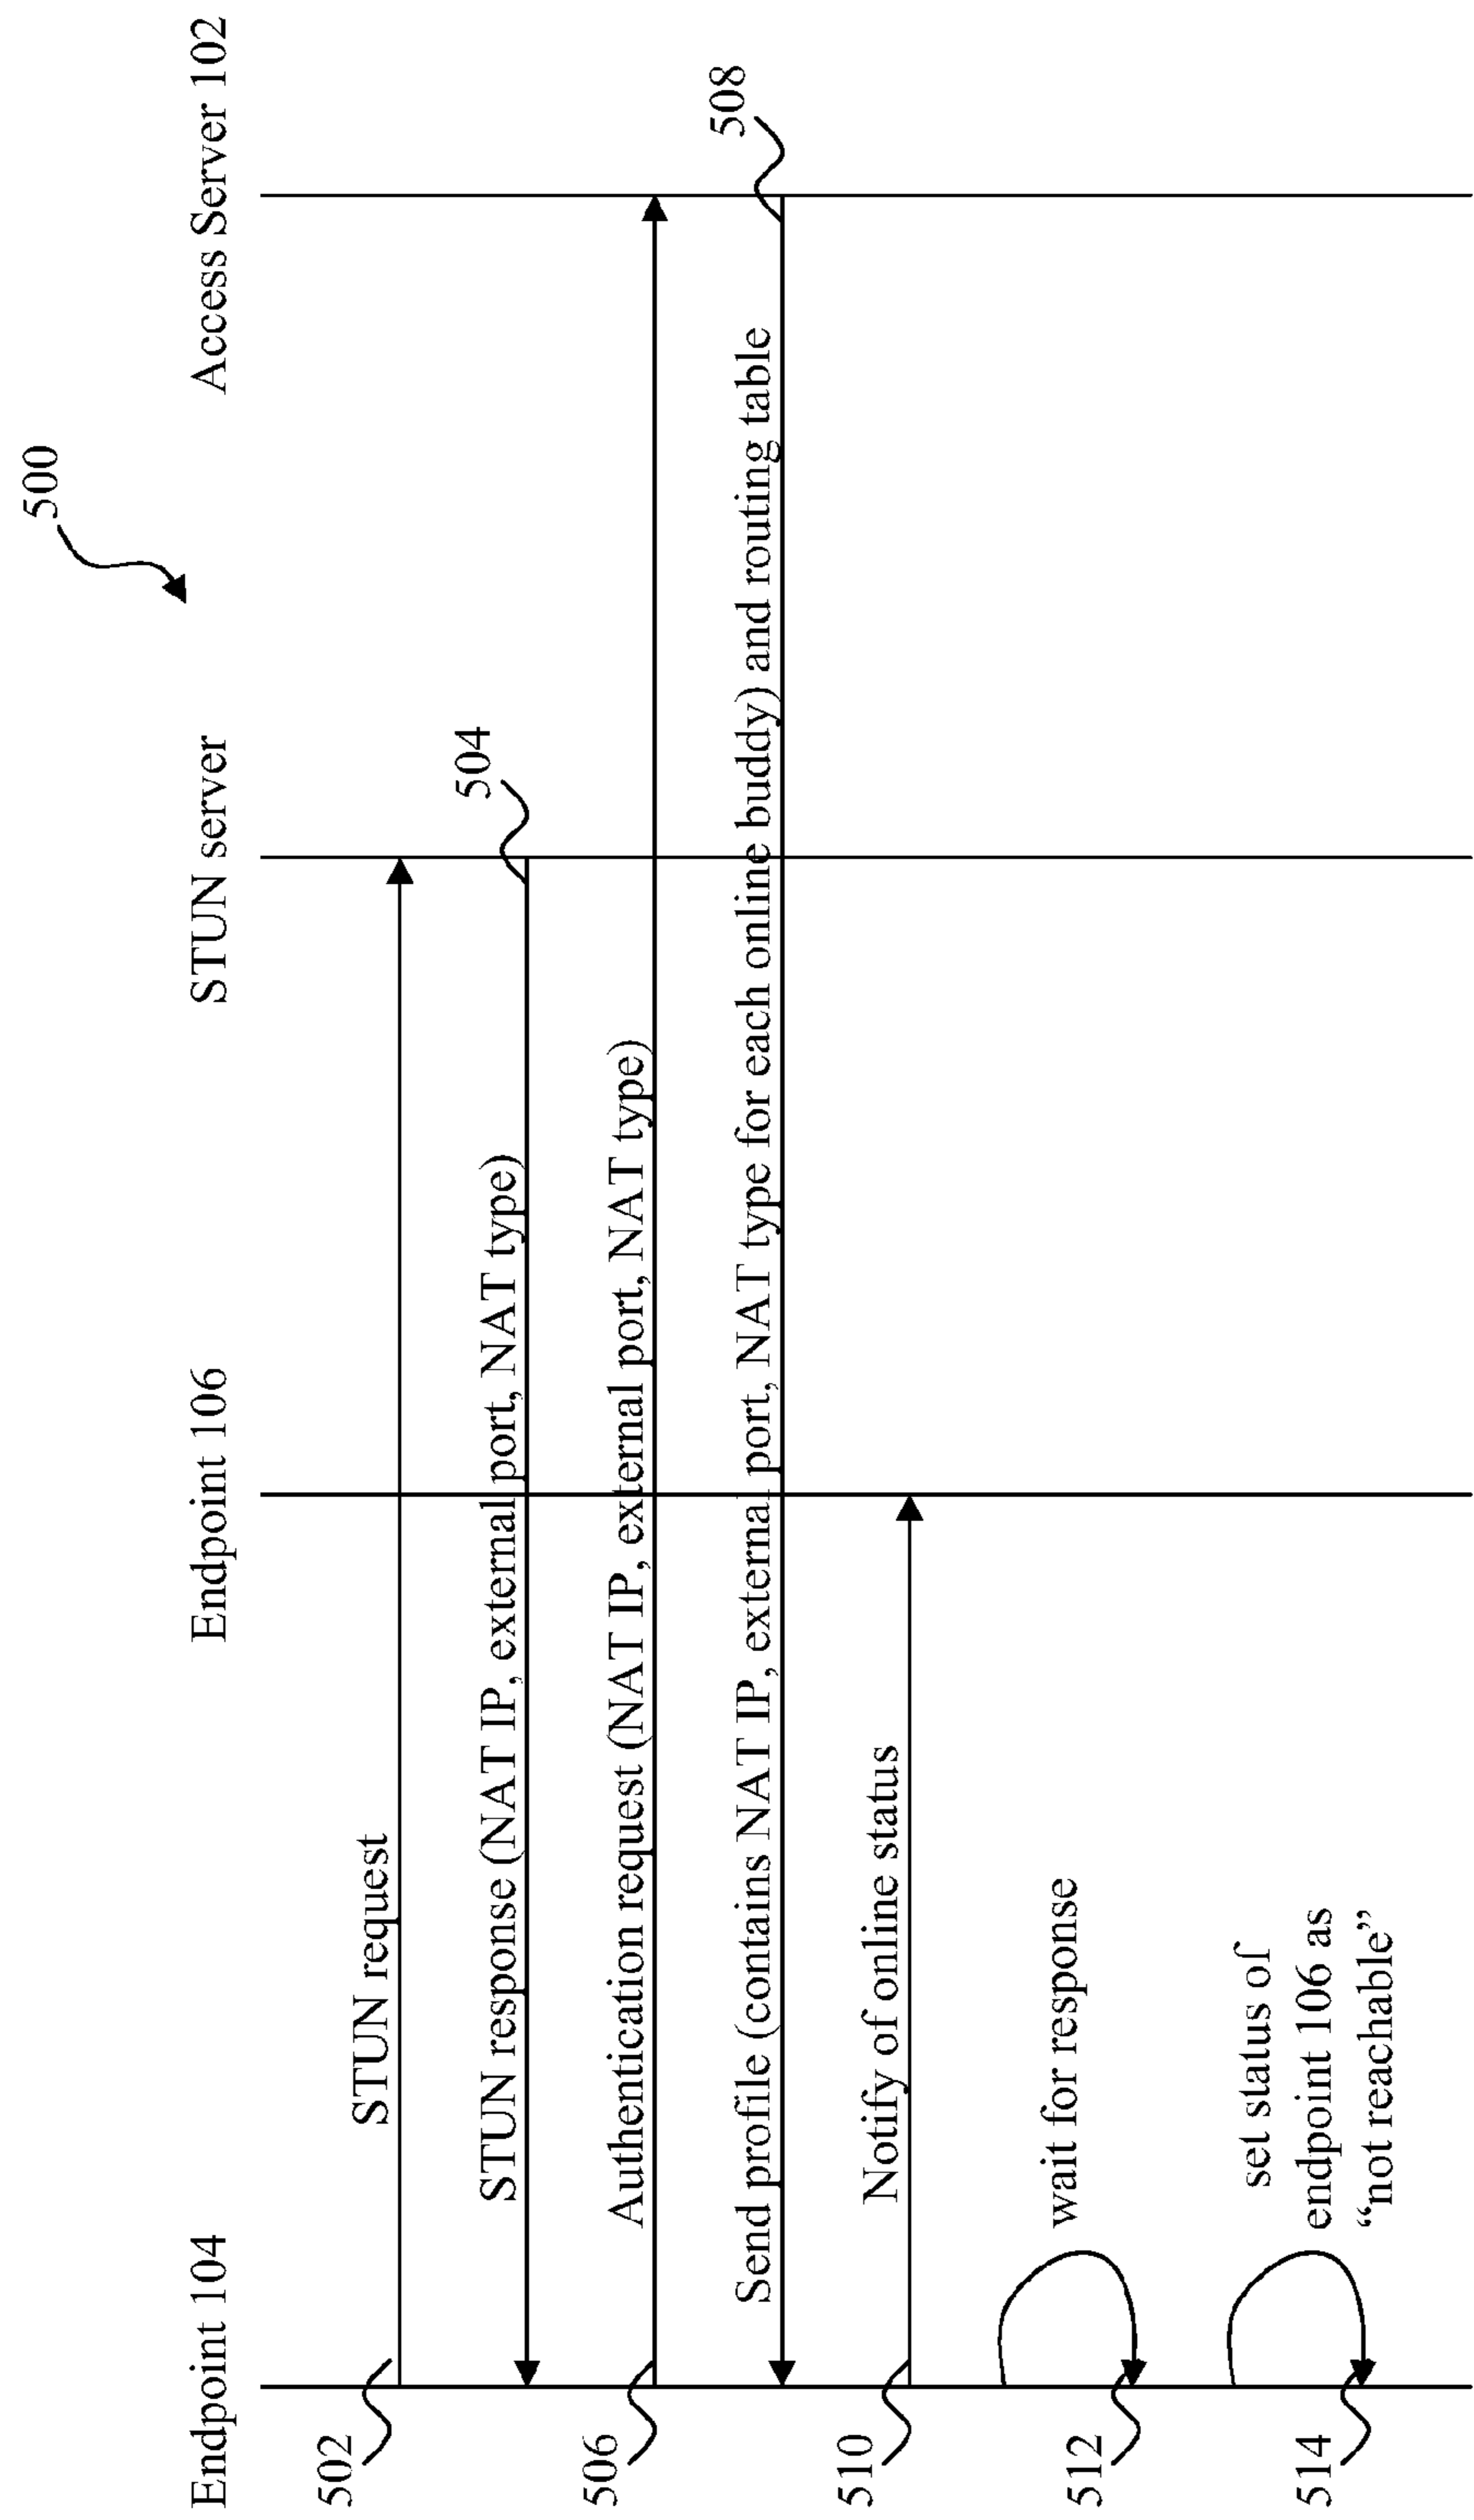 500
Endpoint 104
Endpoint 106
STUN server
Access Server 102
502
STUN request
504
STUN response (NAT IP, external port, NAT type)
506
Authentication request (NAT IP, external port, NAT type)
508
Send profile (contains NAT IP, external port, NAT type for each online buddy) and routing table
510
Notify of online status
512
wait for response
514
set status of
endpoint 106 as
“not reachable”